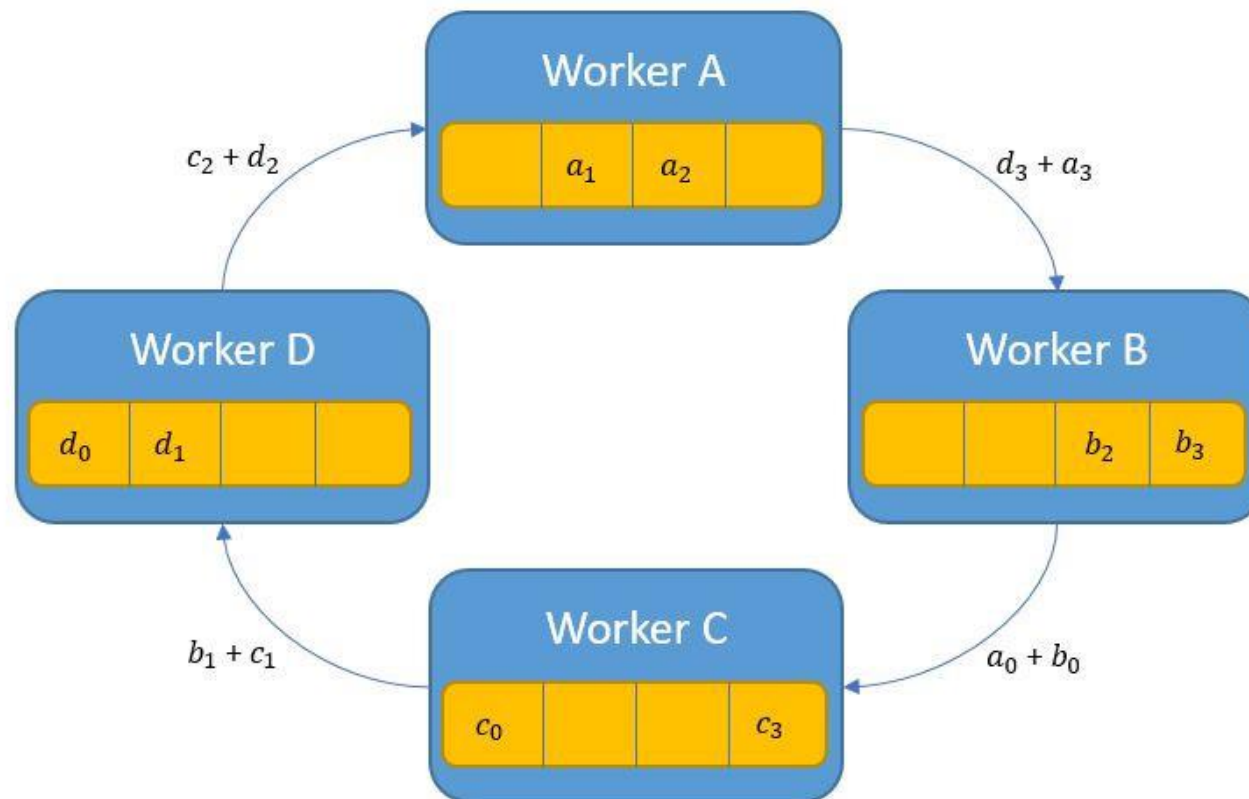 Worker A
a₁ a₂
c₂ + d₂
d₃ + a₃
Worker D
d₀ d₁
Worker B
b₂ b₃
b₁ + c₁
a₀ + b₀
Worker C
c₀ c₃